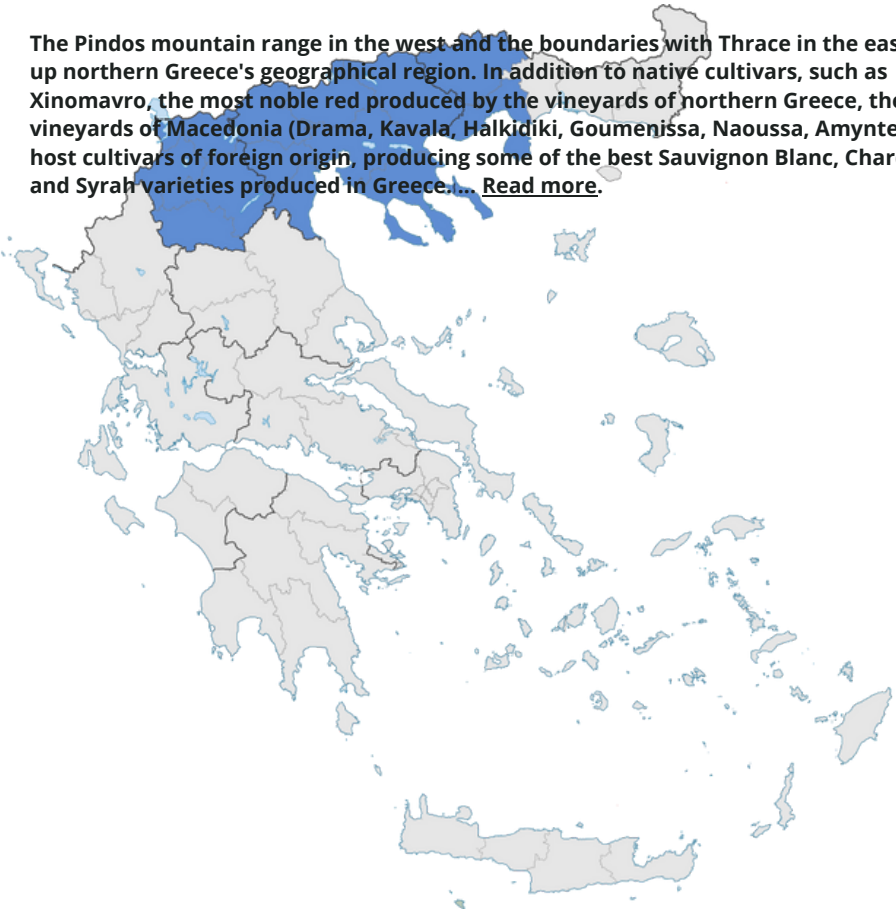 The Pindos mountain range in the west and the boundaries with Thrace in the eas
up northern Greece's geographical region. In addition to native cultivars, such as
Xinomavro, the most noble red produced by the vineyards of northern Greece, the
vineyards of Macedonia (Drama, Kavala, Halkidiki, Goumenissa, Naoussa, Amynte
host cultivars of foreign origin, producing some of the best Sauvignon Blanc, Char
and Syrah varieties produced in Greece. ... Read more.